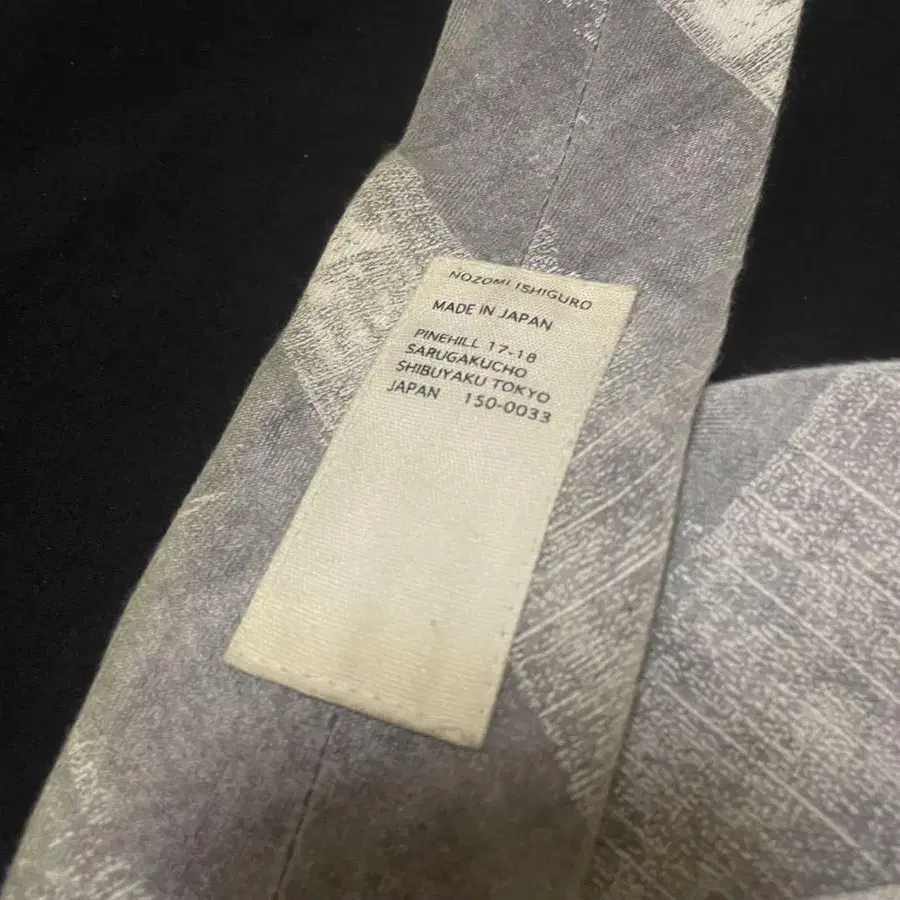 NOZOMI ISHIGURO
MADE IN JAPAN
PINEHILL 17-18
SARUGAKUCHO
SHIBUYAKU TOKYO
JAPAN 150-0033